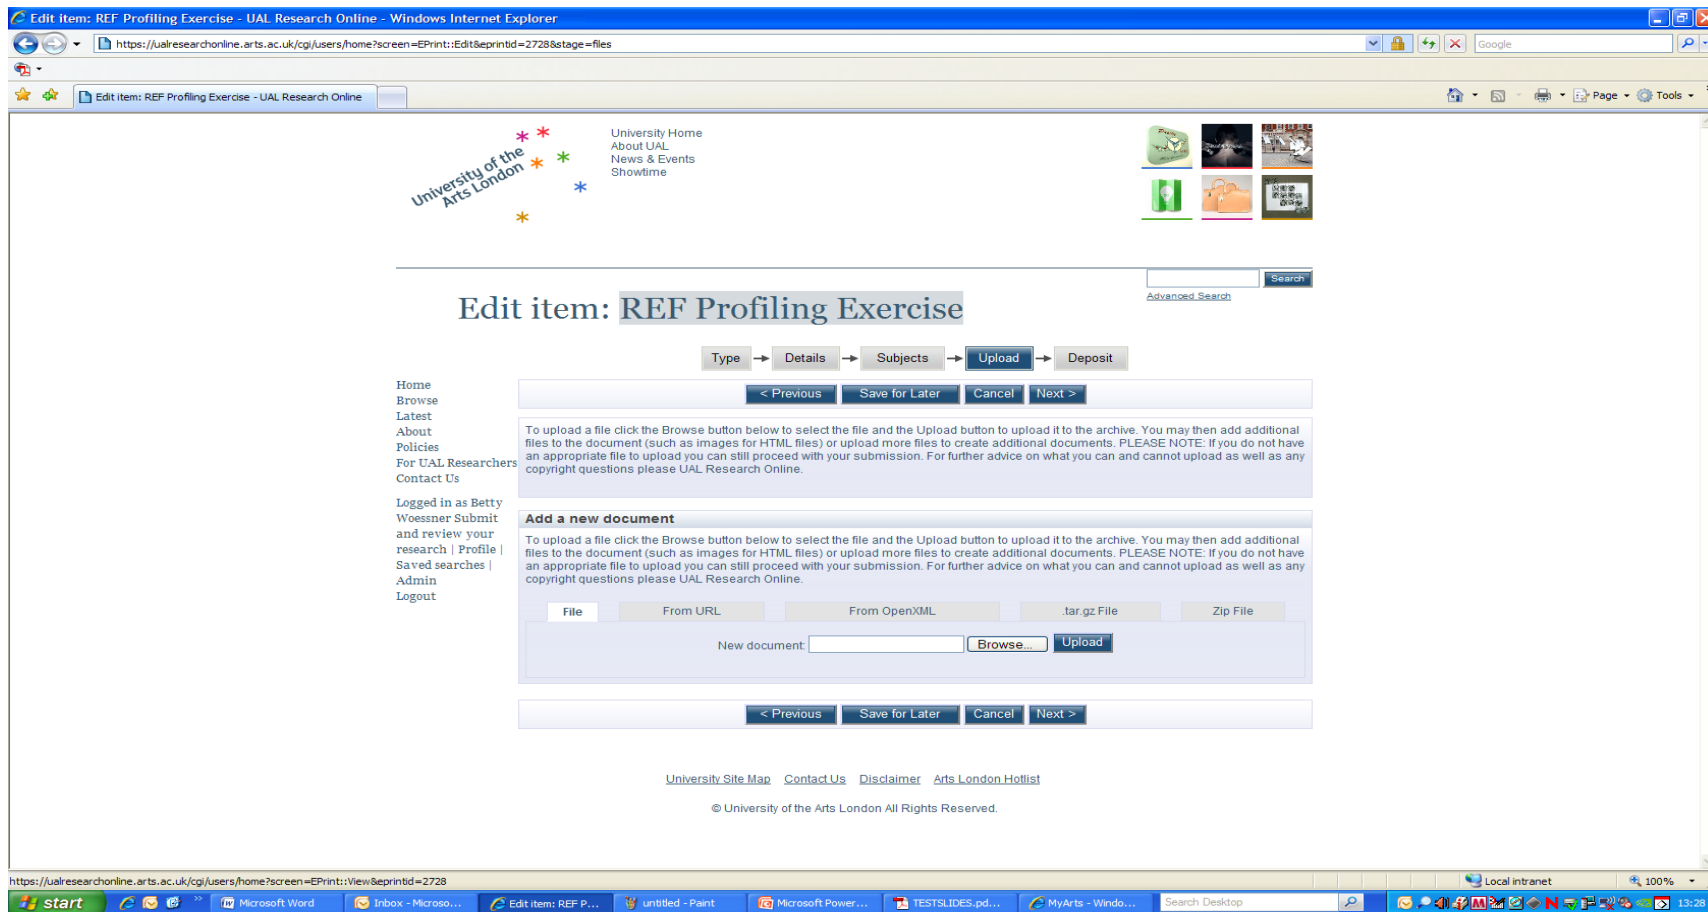 Edit item: REF Profiling Exercise - UAL Research Online - Windows Internet Explorer
https://ualresearchonline.arts.ac.uk/cgi/users/home?screen=EPrint::Edit&eprintid=2728&stage=files
Google
Edit item: REF Profiling Exercise - UAL Research Online
Page
Tools
University of the
Arts London
University Home
About UAL
News & Events
Showtime
Search
Advanced Search
Edit item: REF Profiling Exercise
Type
Details
Subjects
Upload
Deposit
< Previous
Save for Later
Cancel
Next >
Home
Browse
Latest
About
Policies
For UAL Researchers
Contact Us
Logged in as Betty
Woessner Submit
and review your
research | Profile |
Saved searches |
Admin
Logout
To upload a file click the Browse button below to select the file and the Upload button to upload it to the archive. You may then add additional
files to the document (such as images for HTML files) or upload more files to create additional documents. PLEASE NOTE: If you do not have
an appropriate file to upload you can still proceed with your submission. For further advice on what you can and cannot upload as well as any
copyright questions please UAL Research Online.
Add a new document
To upload a file click the Browse button below to select the file and the Upload button to upload it to the archive. You may then add additional
files to the document (such as images for HTML files) or upload more files to create additional documents. PLEASE NOTE: If you do not have
an appropriate file to upload you can still proceed with your submission. For further advice on what you can and cannot upload as well as any
copyright questions please UAL Research Online.
File
From URL
From OpenXML
.tar.gz File
Zip File
New document:
Browse...
Upload
< Previous
Save for Later
Cancel
Next >
University Site Map
Contact Us
Disclaimer
Arts London Hotlist
© University of the Arts London All Rights Reserved.
https://ualresearchonline.arts.ac.uk/cgi/users/home?screen=EPrint::View&eprintid=2728
Local intranet
100%
start
Microsoft Word
Inbox - Microso...
Edit item: REF P...
untitled - Paint
Microsoft Power...
TESTSLIDES.pd...
MyArts - Windo...
Search Desktop
13:28